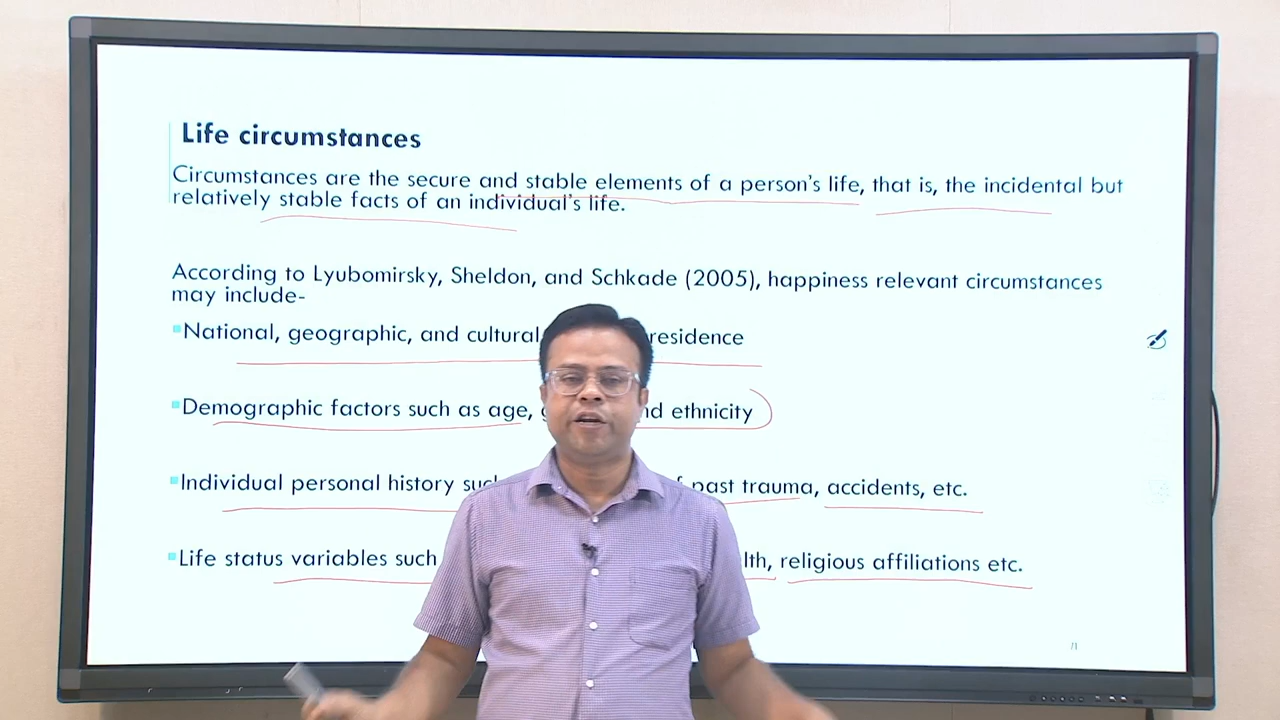 Life circumstances
Circumstances are the secure and stable elements of a person's life, that is, the incidental but
relatively stable facts of an individual's life.
According to Lyubomirsky, Sheldon, and Schkade (2005), happiness relevant circumstances
may include-
National, geographic, and cultural residence
Demographic factors such as age, ethnicity
Individual personal history past trauma, accidents, etc.
Life status variables such religious affiliations etc.